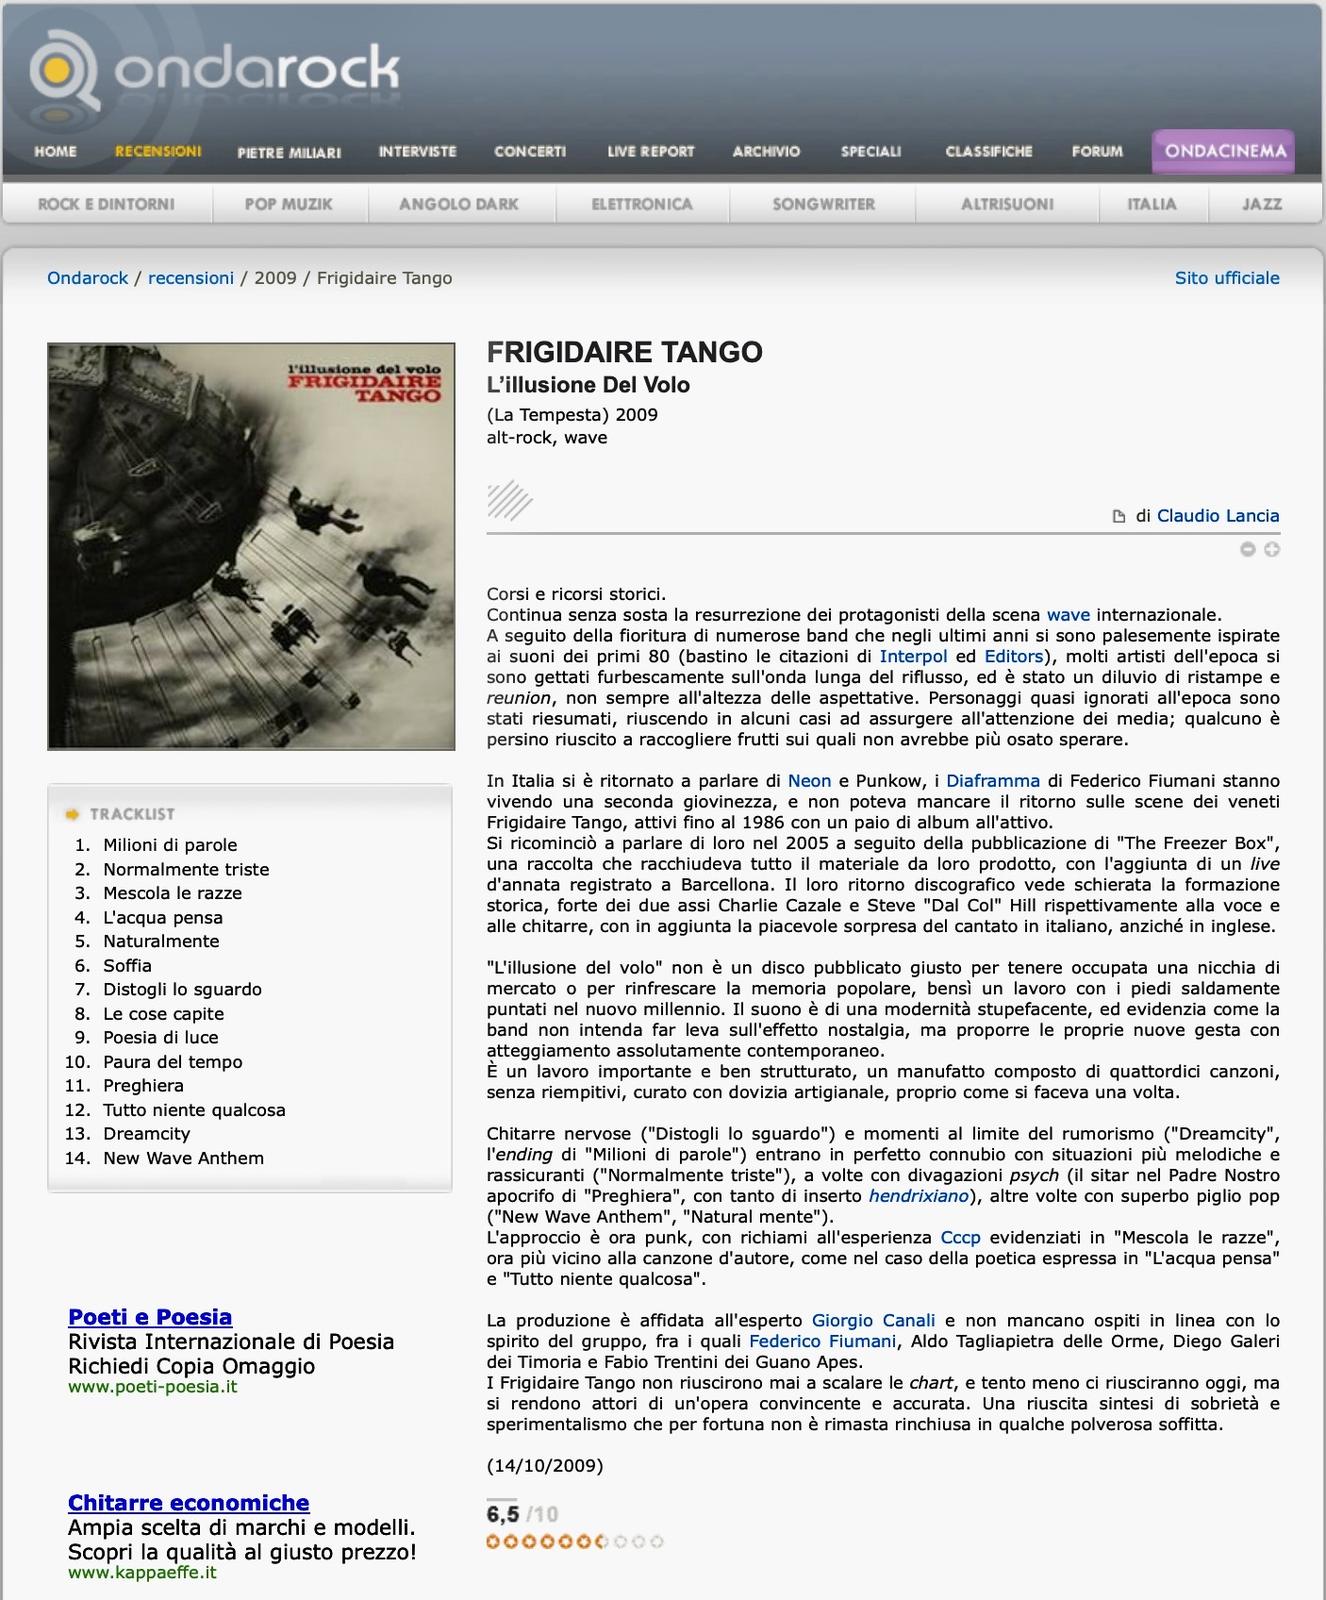 ondarock
HOME RECENSIONI PIETRE MILIARI INTERVISTE CONCERTI LIVE REPORT ARCHIVIO SPECIALI CLASSIFICHE FORUM ONDACINEMA
ROCK E DINTORNI POP MUZIK ANGOLO DARK ELETTRONICA SONGWRITER ALTRISUONI ITALIA JAZZ
Ondarock / recensioni / 2009 / Frigidaire Tango
Sito ufficiale
l'illusione del volo
FRIGIDAIRE
TANGO
TRACKLIST
1. Milioni di parole
2. Normalmente triste
3. Mescola le razze
4. L'acqua pensa
5. Naturalmente
6. Soffia
7. Distogli lo sguardo
8. Le cose capite
9. Poesia di luce
10. Paura del tempo
11. Preghiera
12. Tutto niente qualcosa
13. Dreamcity
14. New Wave Anthem
Poeti e Poesia
Rivista Internazionale di Poesia
Richiedi Copia Omaggio
www.poeti-poesia.it
Chitarre economiche
Ampia scelta di marchi e modelli.
Scopri la qualità al giusto prezzo!
www.kappaeffe.it
FRIGIDAIRE TANGO
L'illusione Del Volo
(La Tempesta) 2009
alt-rock, wave
di Claudio Lancia
Corsi e ricorsi storici.
Continua senza sosta la resurrezione dei protagonisti della scena wave internazionale.
A seguito della fioritura di numerose band che negli ultimi anni si sono palesemente ispirate
ai suoni dei primi 80 (bastino le citazioni di Interpol ed Editors), molti artisti dell'epoca si
sono gettati furbescamente sull'onda lunga del riflusso, ed è stato un diluvio di ristampe e
reunion, non sempre all'altezza delle aspettative. Personaggi quasi ignorati all'epoca sono
stati riesumati, riuscendo in alcuni casi ad assurgere all'attenzione dei media; qualcuno è
persino riuscito a raccogliere frutti sui quali non avrebbe più osato sperare.
In Italia si è ritornato a parlare di Neon e Punkow, i Diaframma di Federico Fiumani stanno
vivendo una seconda giovinezza, e non poteva mancare il ritorno sulle scene dei veneti
Frigidaire Tango, attivi fino al 1986 con un paio di album all'attivo.
Si ricominciò a parlare di loro nel 2005 a seguito della pubblicazione di "The Freezer Box",
una raccolta che racchiudeva tutto il materiale da loro prodotto, con l'aggiunta di un live
d'annata registrato a Barcellona. Il loro ritorno discografico vede schierata la formazione
storica, forte dei due assi Charlie Cazale e Steve "Dal Col" Hill rispettivamente alla voce e
alle chitarre, con in aggiunta la piacevole sorpresa del cantato in italiano, anziché in inglese.
"L'illusione del volo" non è un disco pubblicato giusto per tenere occupata una nicchia di
mercato o per rinfrescare la memoria popolare, bensì un lavoro con i piedi saldamente
puntati nel nuovo millennio. Il suono è di una modernità stupefacente, ed evidenzia come la
band non intenda far leva sull'effetto nostalgia, ma proporre le proprie nuove gesta con
atteggiamento assolutamente contemporaneo.
È un lavoro importante e ben strutturato, un manufatto composto di quattordici canzoni,
senza riempitivi, curato con dovizia artigianale, proprio come si faceva una volta.
Chitarre nervose ("Distogli lo sguardo") e momenti al limite del rumorismo ("Dreamcity",
l'ending di "Milioni di parole") entrano in perfetto connubio con situazioni più melodiche e
rassicuranti ("Normalmente triste"), a volte con divagazioni psych (il sitar nel Padre Nostro
apocrifo di "Preghiera", con tanto di inserto hendrixiano), altre volte con superbo piglio pop
("New Wave Anthem", "Natural mente").
L'approccio è ora punk, con richiami all'esperienza Cccp evidenziati in "Mescola le razze",
ora più vicino alla canzone d'autore, come nel caso della poetica espressa in "L'acqua pensa"
e "Tutto niente qualcosa".
La produzione è affidata all'esperto Giorgio Canali e non mancano ospiti in linea con lo
spirito del gruppo, fra i quali Federico Fiumani, Aldo Tagliapietra delle Orme, Diego Galeri
dei Timoria e Fabio Trentini dei Guano Apes.
I Frigidaire Tango non riuscirono mai a scalare le chart, e tento meno ci riusciranno oggi, ma
si rendono attori di un'opera convincente e accurata. Una riuscita sintesi di sobrietà e
sperimentalismo che per fortuna non è rimasta rinchiusa in qualche polverosa soffitta.
(14/10/2009)
6,5 /10